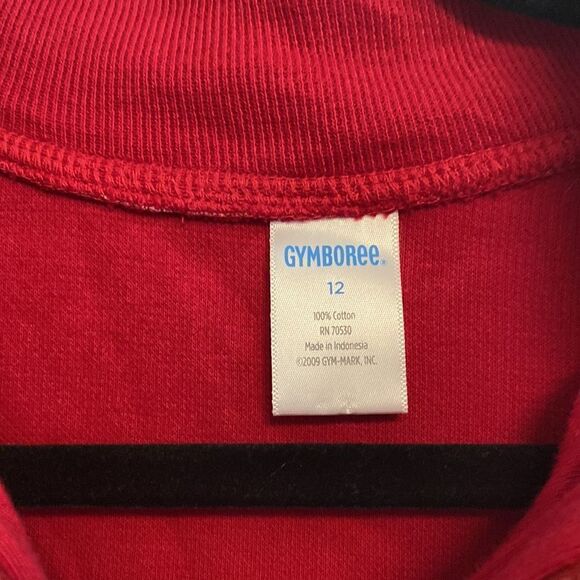 GYMBOREE®
12
100% Cotton
RN 70530
Made in Indonesia
©2009 GYM-MARK, INC.